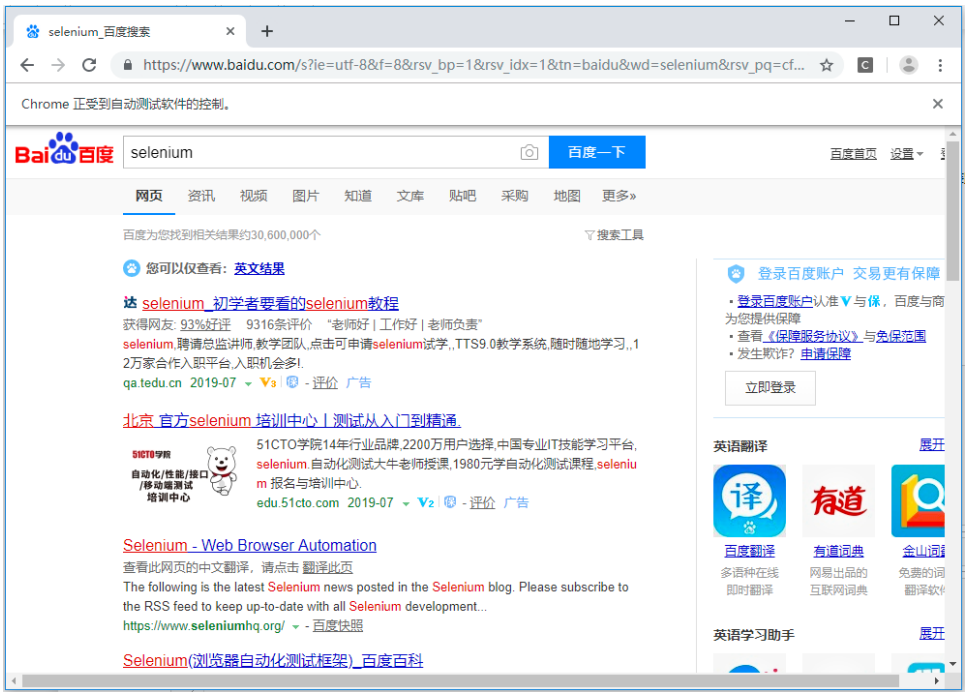 selenium_百度搜索
https://www.baidu.com/s?ie=utf-8&f=8&rsv_bp=1&rsv_idx=1&tn=baidu&wd=selenium&rsv_pq=cf...
C
Chrome 正受到自动测试软件的控制。
Bai du 百度
selenium
百度一下
百度首页 设置
网页 资讯 视频 图片 知道 文库 贴吧 采购 地图 更多»
百度为您找到相关结果约30,600,000个
搜索工具
您可以仅查看：英文结果
达 selenium_初学者要看的selenium教程
获得网友: 93%好评 9316条评价 “老师好 | 工作好 | 老师负责”
selenium,聘请总监讲师,教学团队,点击可申请selenium试学,,TTS9.0教学系统,随时随地学习,,1
2万家合作入职平台,入职机会多!.
qa.tedu.cn 2019-07 V3 - 评价 广告
北京 官方selenium 培训中心丨测试从入门到精通.
51CTO学院
自动化/性能/接口
/移动端测试
培训中心
51CTO学院14年行业品牌,2200万用户选择,中国专业IT技能学习平台,
selenium.自动化测试大牛老师授课,1980元学自动化测试课程,seleniu
m 报名与培训中心.
edu.51cto.com 2019-07 V2 - 评价 广告
Selenium - Web Browser Automation
查看此网页的中文翻译，请点击 翻译此页
The following is the latest Selenium news posted in the Selenium blog. Please subscribe to
the RSS feed to keep up-to-date with all Selenium development...
https://www.seleniumhq.org/ - 百度快照
Selenium(浏览器自动化测试框架)_百度百科
登录百度账户 交易更有保障
· 登录百度账户认准V与保，百度与商
为您提供保障
· 查看《保障服务协议》与免保范围
· 发生欺诈？申请保障
立即登录
英语翻译 展开
译
有道
百度翻译 有道词典 金山词
多语种在线 网易出品的 免费的词
即时翻译 互联网词典 翻译软
英语学习助手 展开